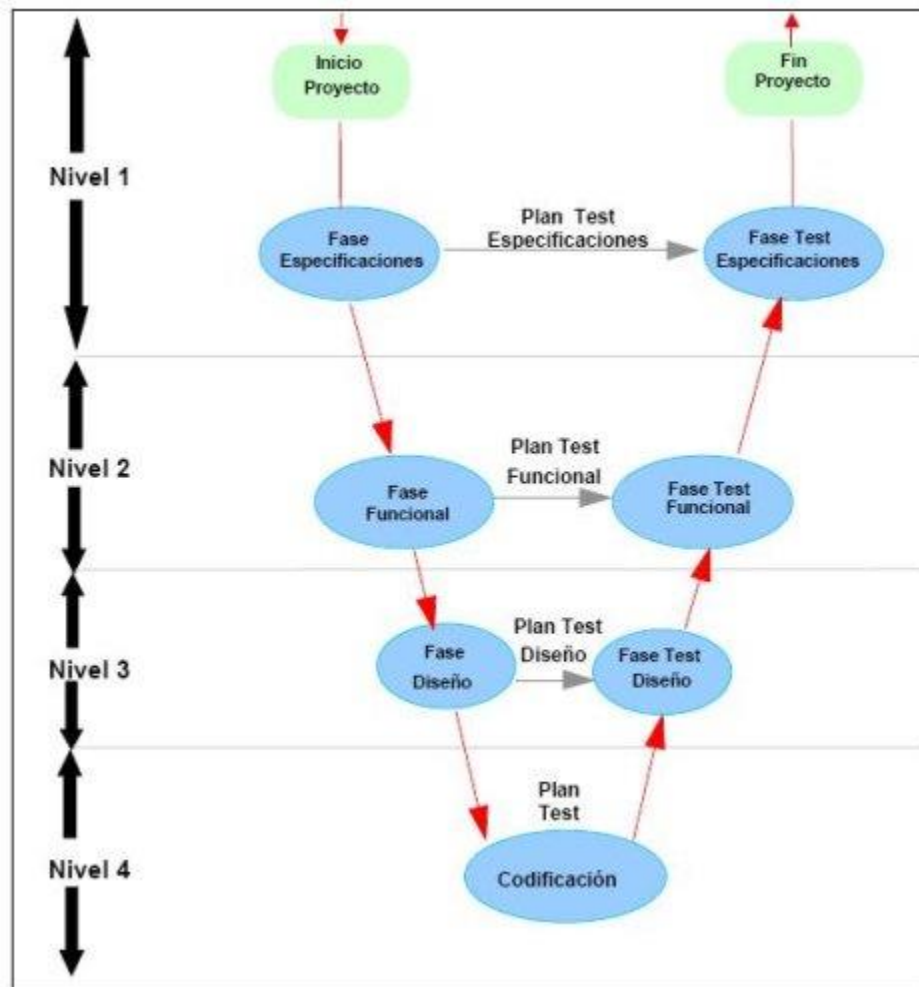 Inicio
Proyecto
Fin
Proyecto
Nivel 1
Fase
Especificaciones
Plan Test
Especificaciones
Fase Test
Especificaciones
Nivel 2
Fase
Funcional
Plan Test
Funcional
Fase Test
Funcional
Nivel 3
Fase
Diseño
Plan Test
Diseño
Fase Test
Diseño
Nivel 4
Plan
Test
Codificación